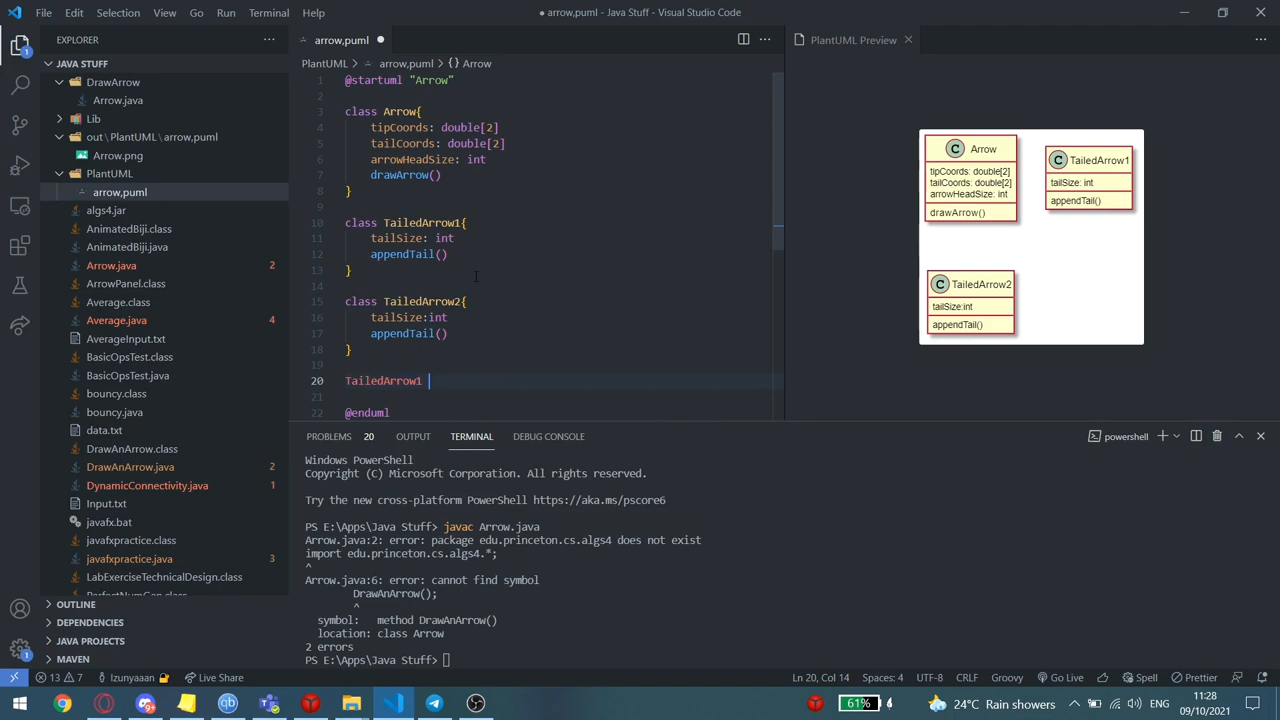 File Edit Selection View Go Run Terminal Help
● arrow,puml - Java Stuff - Visual Studio Code
EXPLORER
JAVA STUFF
DrawArrow
Arrow.java
Lib
out\PlantUML\arrow,puml
Arrow.png
PlantUML
arrow,puml
algs4.jar
AnimatedBiji.class
AnimatedBiji.java
Arrow.java 2
ArrowPanel.class
Average.class
Average.java 4
AverageInput.txt
BasicOpsTest.class
BasicOpsTest.java
bouncy.class
bouncy.java
data.txt
DrawAnArrow.class
DrawAnArrow.java 2
DynamicConnectivity.java 1
Input.txt
javafx.bat
javafxpractice.class
javafxpractice.java 3
LabExerciseTechnicalDesign.class
PerfectNumGen.class
OUTLINE
DEPENDENCIES
JAVA PROJECTS
MAVEN
1
1
arrow,puml ●
PlantUML > arrow,puml > {} Arrow
1 @startuml "Arrow"
2
3 class Arrow{
4 tipCoords: double[2]
5 tailCoords: double[2]
6 arrowHeadSize: int
7 drawArrow()
8 }
9
10 class TailedArrow1{
11 tailSize: int
12 appendTail()
13 }
14
15 class TailedArrow2{
16 tailSize:int
17 appendTail()
18 }
19
20 TailedArrow1
21
22 @enduml
PlantUML Preview
C Arrow
tipCoords: double[2]
tailCoords: double[2]
arrowHeadSize: int
drawArrow()
C TailedArrow1
tailSize: int
appendTail()
C TailedArrow2
tailSize:int
appendTail()
PROBLEMS 20 OUTPUT TERMINAL DEBUG CONSOLE
powershell
Windows PowerShell
Copyright (C) Microsoft Corporation. All rights reserved.
Try the new cross-platform PowerShell https://aka.ms/pscore6
PS E:\Apps\Java Stuff> javac Arrow.java
Arrow.java:2: error: package edu.princeton.cs.algs4 does not exist
import edu.princeton.cs.algs4.*;
^
Arrow.java:6: error: cannot find symbol
DrawAnArrow();
^
symbol: method DrawAnArrow()
location: class Arrow
2 errors
PS E:\Apps\Java Stuff>
13 7 Izunyaaan Live Share
Ln 20, Col 14 Spaces: 4 UTF-8 CRLF Groovy Go Live Spell Prettier
61% 24°C Rain showers ENG
11:28
09/10/2021